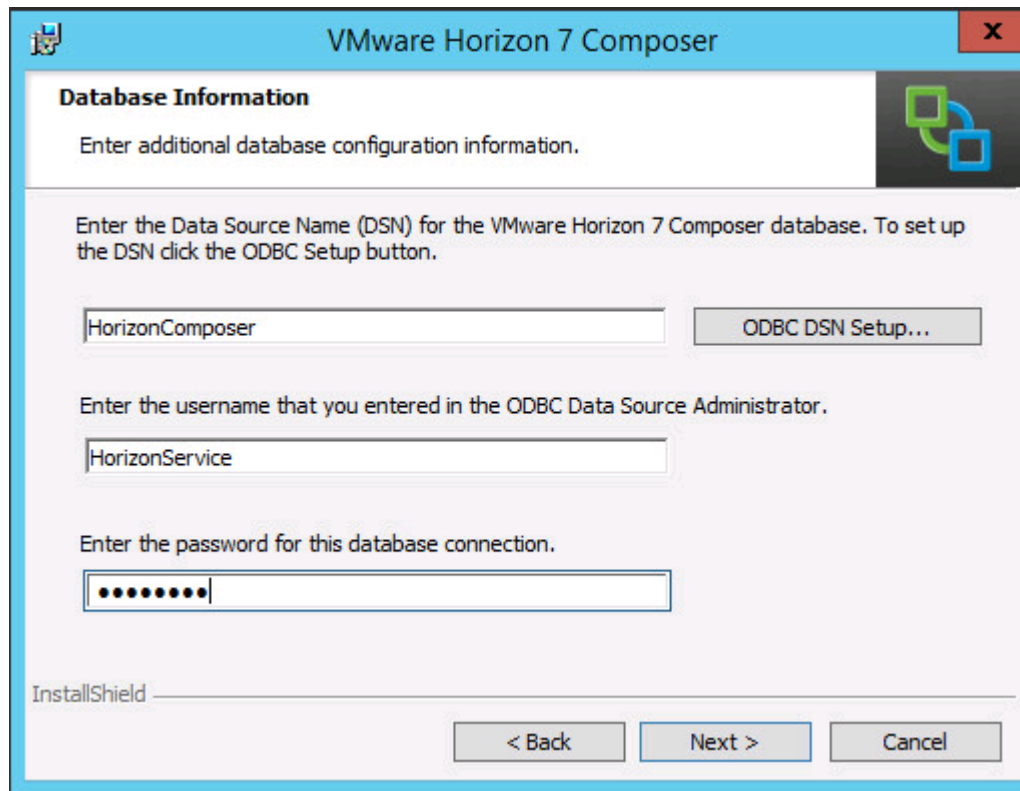 VMware Horizon 7 Composer
x
Database Information
Enter additional database configuration information.
Enter the Data Source Name (DSN) for the VMware Horizon 7 Composer database. To set up
the DSN click the ODBC Setup button.
HorizonComposer
ODBC DSN Setup...
Enter the username that you entered in the ODBC Data Source Administrator.
HorizonService
Enter the password for this database connection.
••••••••
InstallShield
< Back
Next >
Cancel